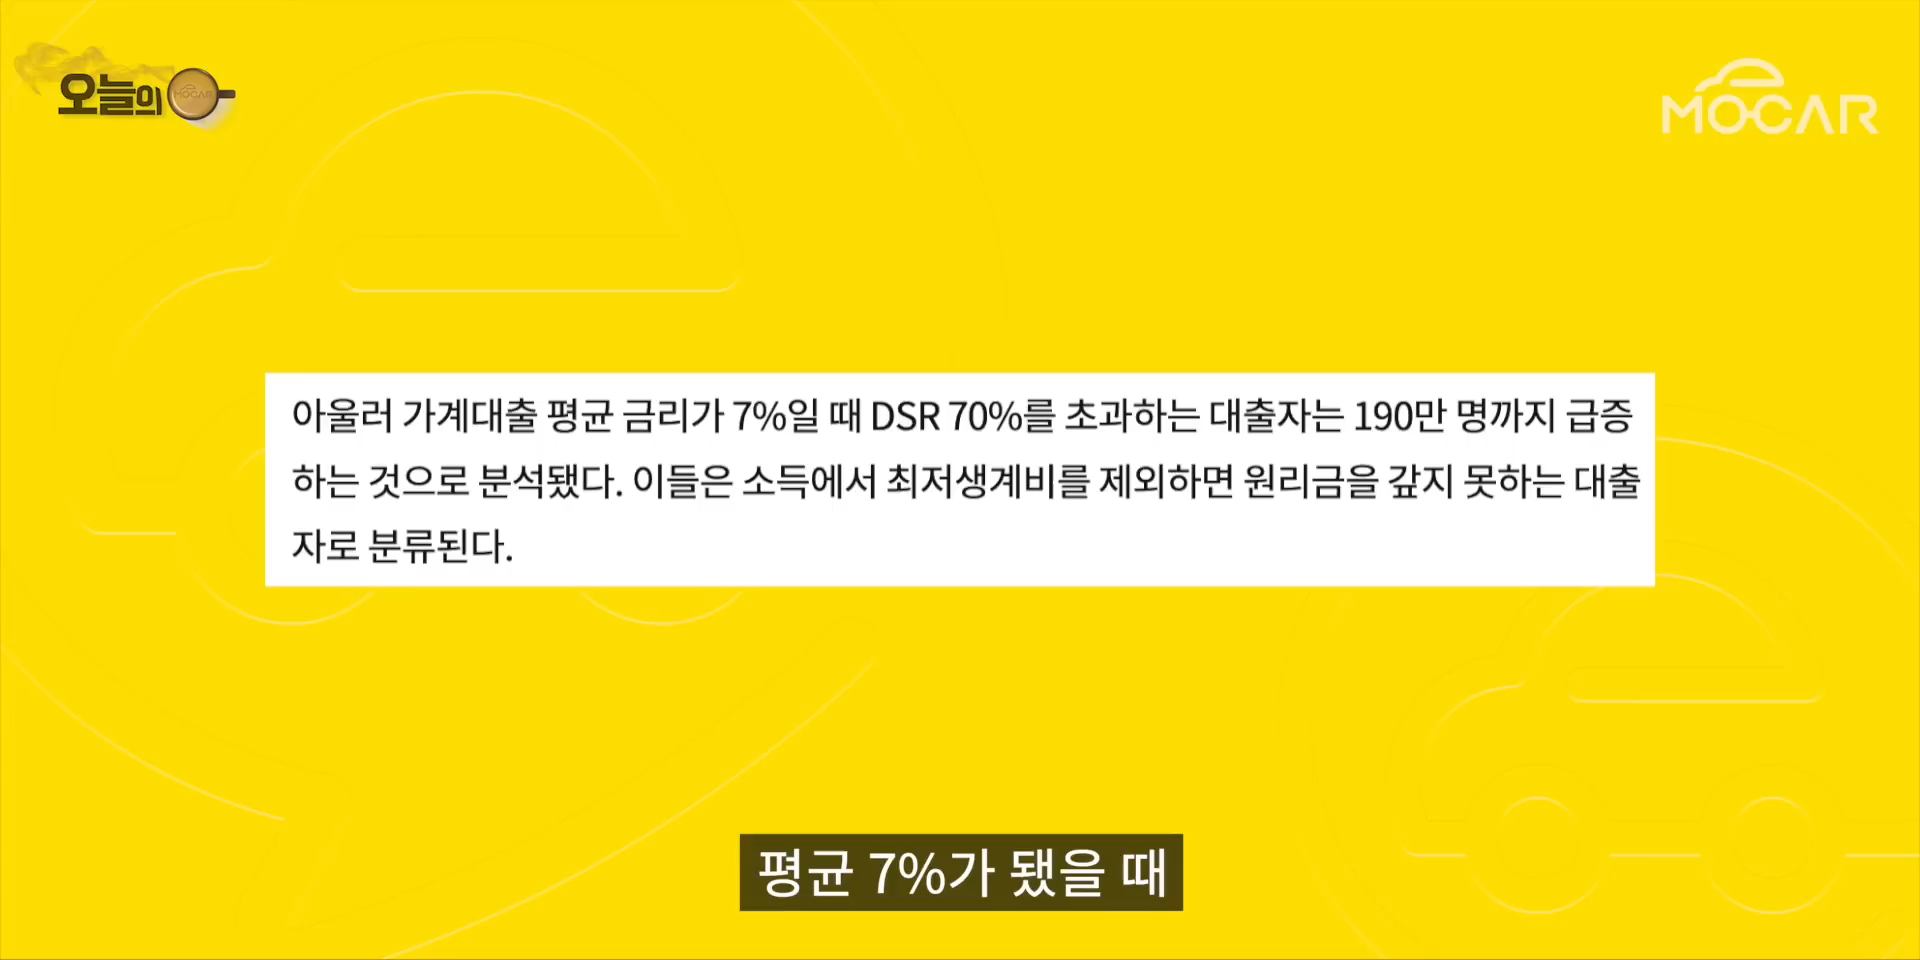 오늘의
MOCAR
MOCAR
아울러 가계대출 평균 금리가 7%일 때 DSR 70%를 초과하는 대출자는 190만 명까지 급증
하는 것으로 분석됐다. 이들은 소득에서 최저생계비를 제외하면 원리금을 갚지 못하는 대출
자로 분류된다.
평균 7%가 됐을 때